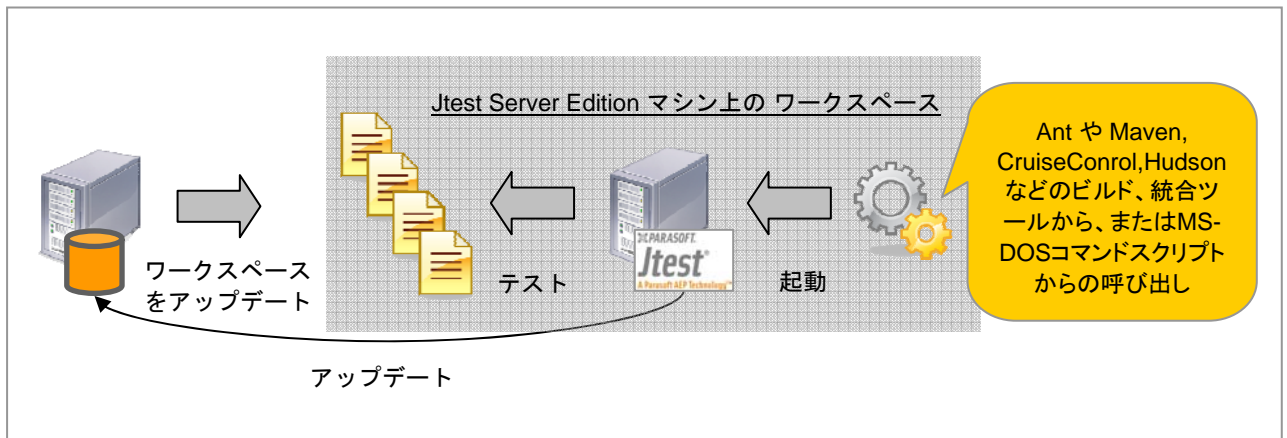 Jtest Server Edition マシン上の ワークスペース
Ant や Maven,
CruiseConrol,Hudson
などのビルド、統合ツ
ールから、またはMS-
DOSコマンドスクリプト
からの呼び出し
PARASOFT.
Jtest
A Parasoft AEP Technology™
ワークスペース
をアップデート
テスト
起動
アップデート